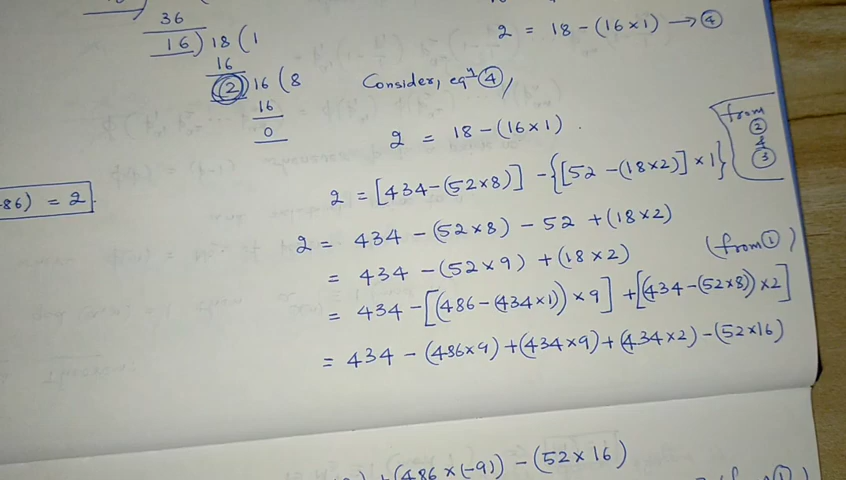 36
16) 18 (1
16
2) 16 (8
16
0
86) = 2
2 = 18 - (16×1) → ④
Consider, eqⁿ ④,
2 = 18 - (16×1).
from ② & ③
2 = [434 - (52×8)] - {[52 - (18×2)] ×1}
2 = 434 - (52×8) - 52 + (18×2)
= 434 - (52×9) + (18×2) (from ①)
= 434 - [(486 - (434×1)) ×9] + [(434 - (52×8)) ×2]
= 434 - (486×9) + (434×9) + (434×2) - (52×16)
+ (486×(-9)) - (52×16)